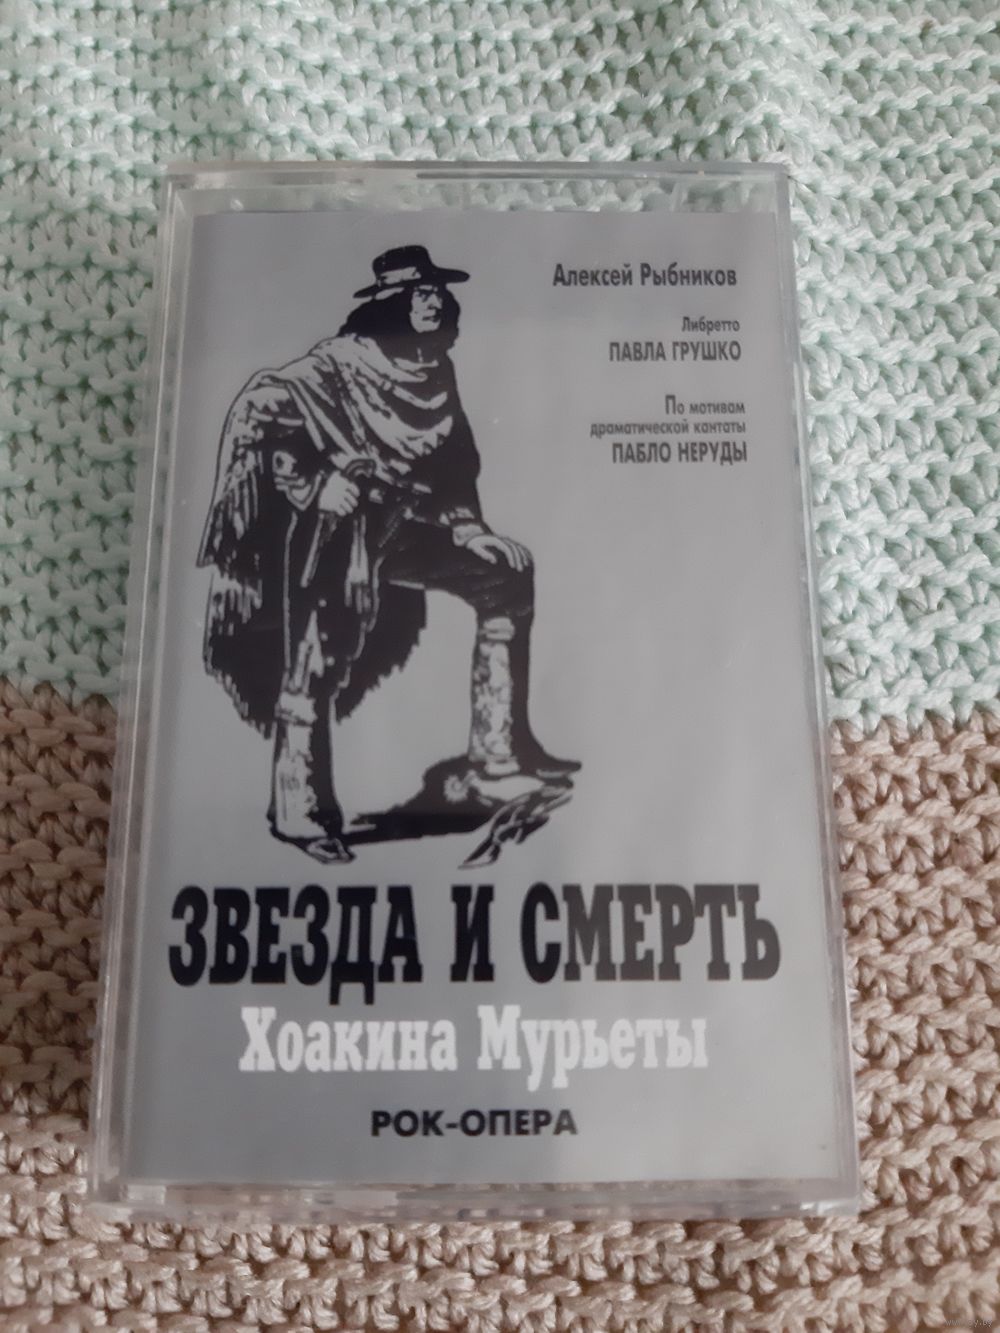 Алексей Рыбников
Либретто
ПАВЛА ГРУШКО
По мотивам
драматической кантаты
ПАБЛО НЕРУДЫ
ЗВЕЗДА И СМЕРТЬ
Хоакина Мурьеты
РОК-ОПЕРА